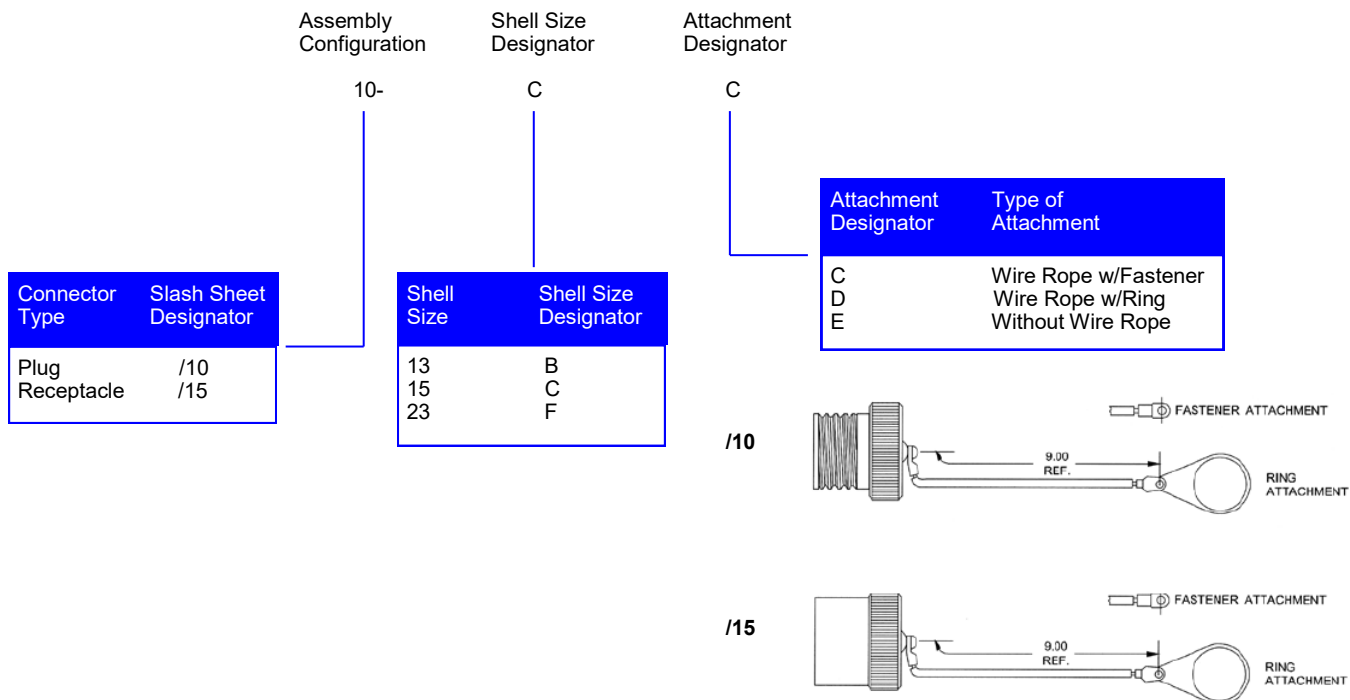 Assembly
Configuration
Shell Size
Designator
Attachment
Designator
10-
C
C
Attachment
Designator
Type of
Attachment
C Wire Rope w/Fastener
D Wire Rope w/Ring
E Without Wire Rope
Connector
Type
Slash Sheet
Designator
Plug /10
Receptacle /15
Shell
Size
Shell Size
Designator
13 B
15 C
23 F
/10
FASTENER ATTACHMENT
9.00
REF.
RING
ATTACHMENT
/15
FASTENER ATTACHMENT
9.00
REF.
RING
ATTACHMENT